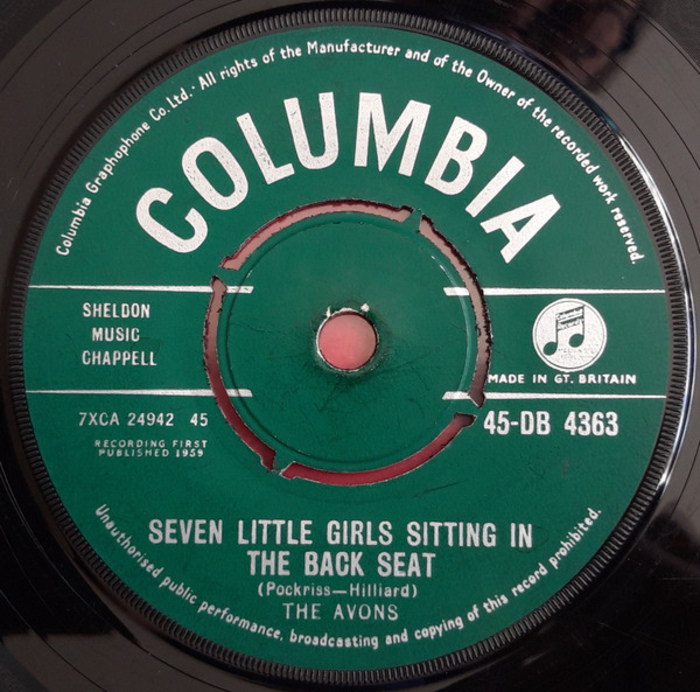 Columbia Graphophone Co. Ltd. · All rights of the Manufacturer and of the Owner of the recorded work reserved.
COLUMBIA
SHELDON
MUSIC
CHAPPELL
Columbia
Records
MADE IN GT. BRITAIN
7XCA 24942 45
45-DB 4363
RECORDING FIRST
PUBLISHED 1959
SEVEN LITTLE GIRLS SITTING IN
THE BACK SEAT
(Pockriss—Hilliard)
THE AVONS
Unauthorised public performance, broadcasting and copying of this record prohibited.